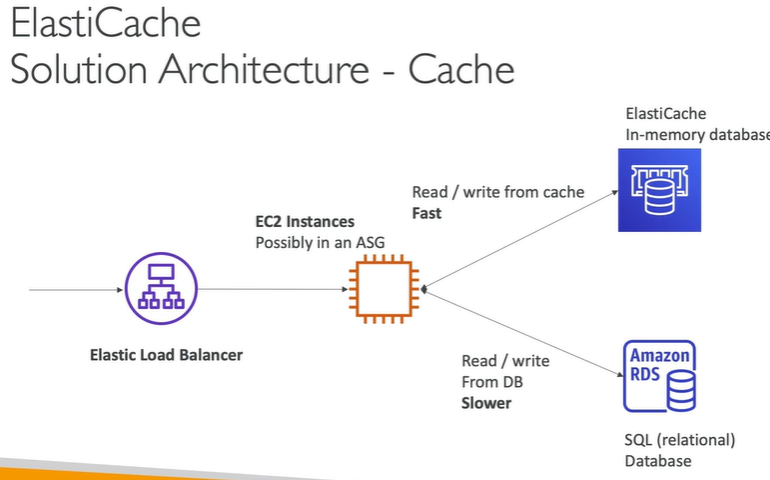 ElastiCache
Solution Architecture - Cache
ElastiCache
In-memory database
Read / write from cache
Fast
EC2 Instances
Possibly in an ASG
Elastic Load Balancer
Read / write
From DB
Slower
Amazon
RDS
SQL (relational)
Database